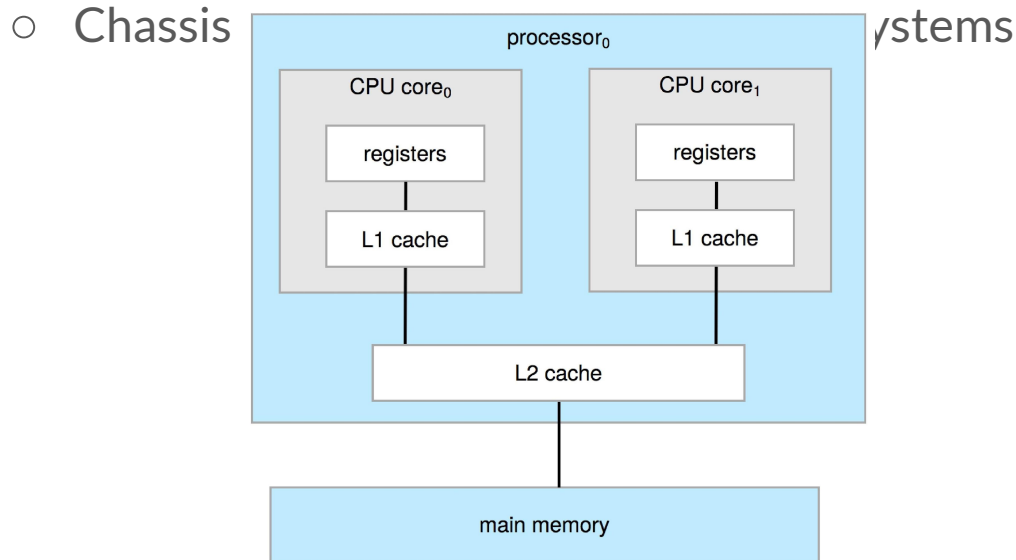 ○ Chassis ystems
processor₀
CPU core₀ CPU core₁
registers registers
L1 cache L1 cache
L2 cache
main memory